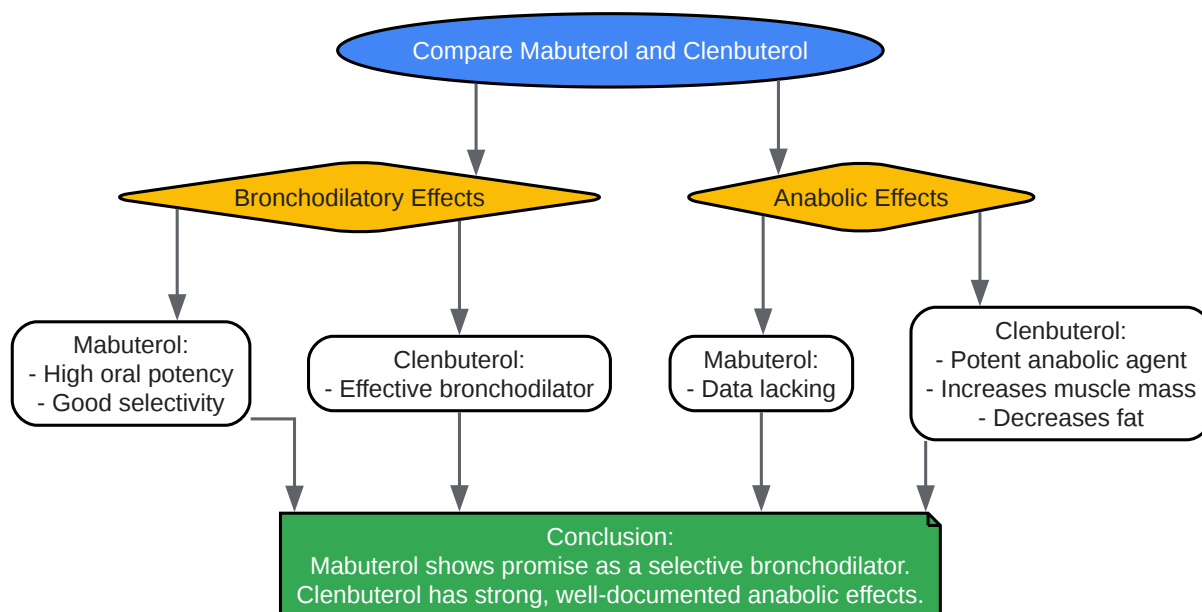 Compare Mabuterol and Clenbuterol
Bronchodilatory Effects
Anabolic Effects
Mabuterol:
- High oral potency
- Good selectivity
Clenbuterol:
- Effective bronchodilator
Mabuterol:
- Data lacking
Clenbuterol:
- Potent anabolic agent
- Increases muscle mass
- Decreases fat
Conclusion:
Mabuterol shows promise as a selective bronchodilator.
Clenbuterol has strong, well-documented anabolic effects.